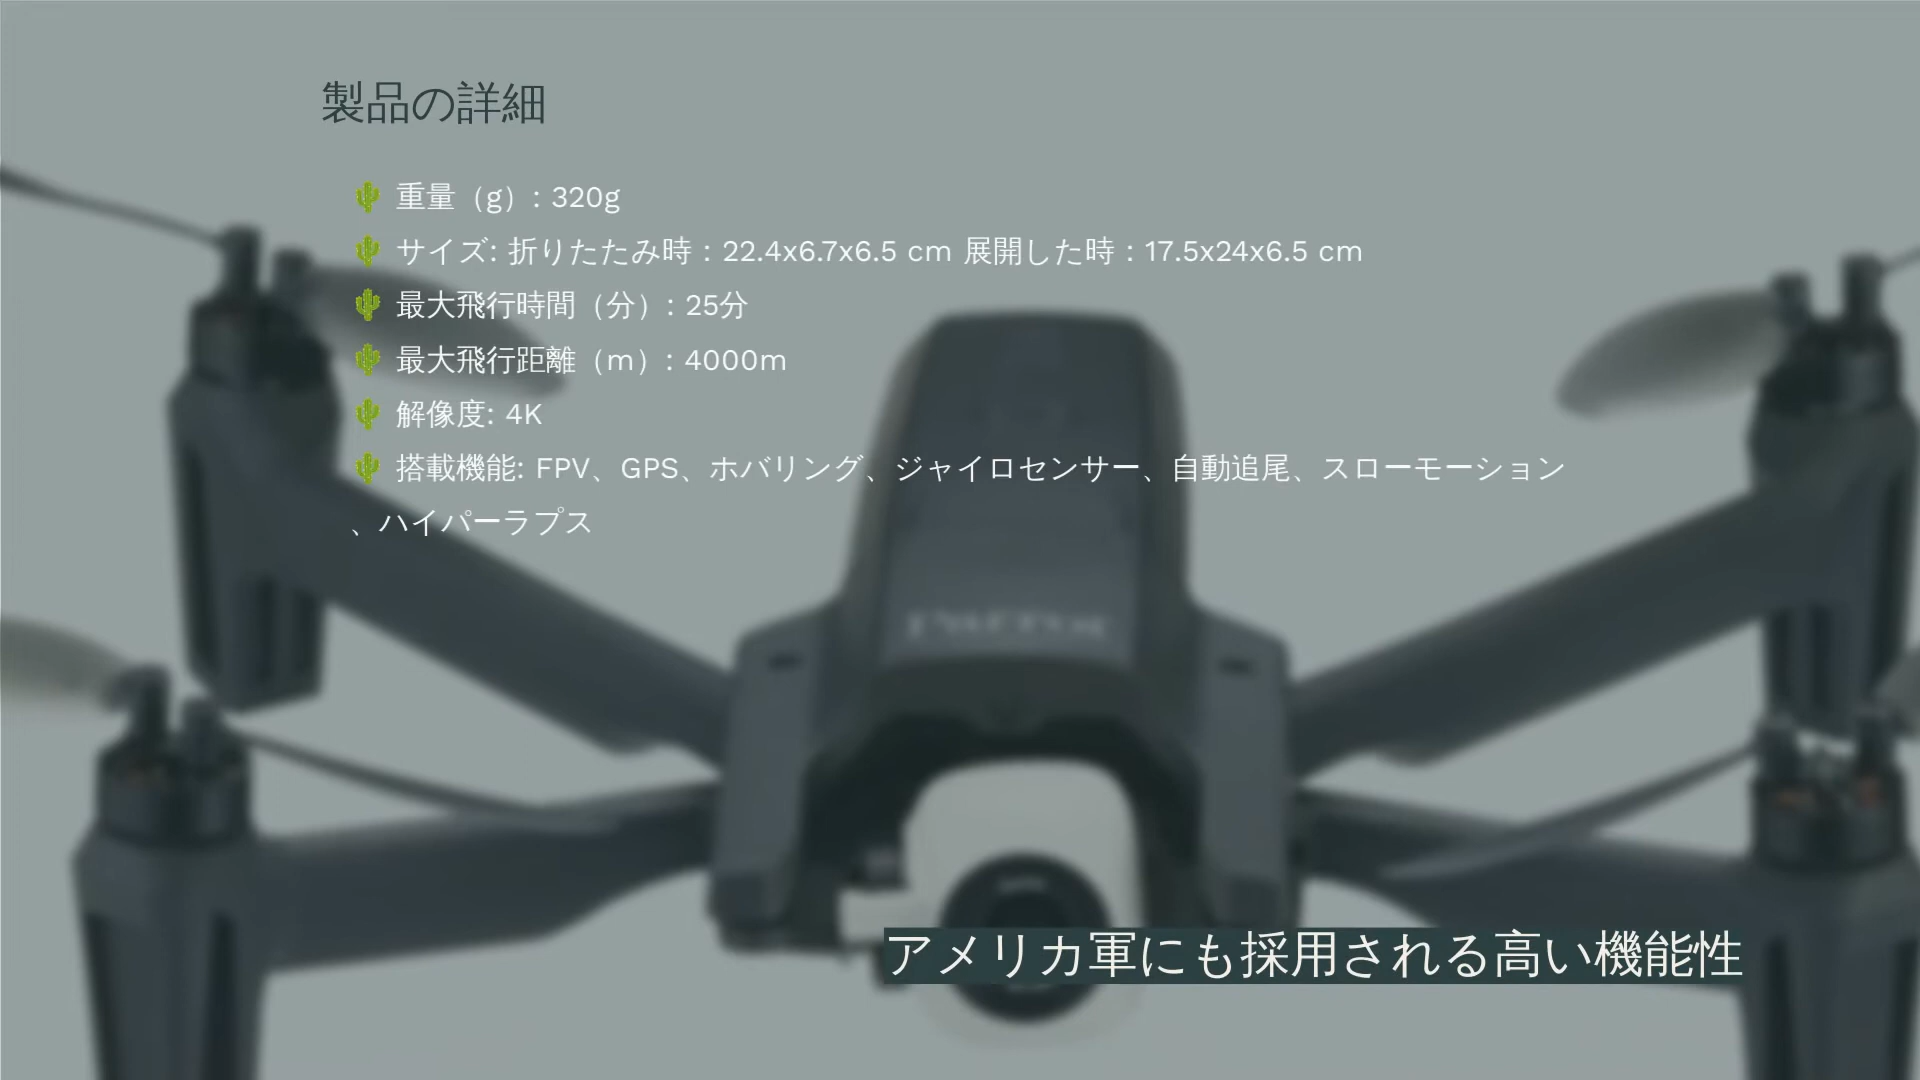 製品の詳細
🌵 重量（g）: 320g
🌵 サイズ: 折りたたみ時：22.4x6.7x6.5 cm 展開した時：17.5x24x6.5 cm
🌵 最大飛行時間（分）: 25分
🌵 最大飛行距離（m）: 4000m
🌵 解像度: 4K
🌵 搭載機能: FPV、GPS、ホバリング、ジャイロセンサー、自動追尾、スローモーション
、ハイパーラプス
アメリカ軍にも採用される高い機能性